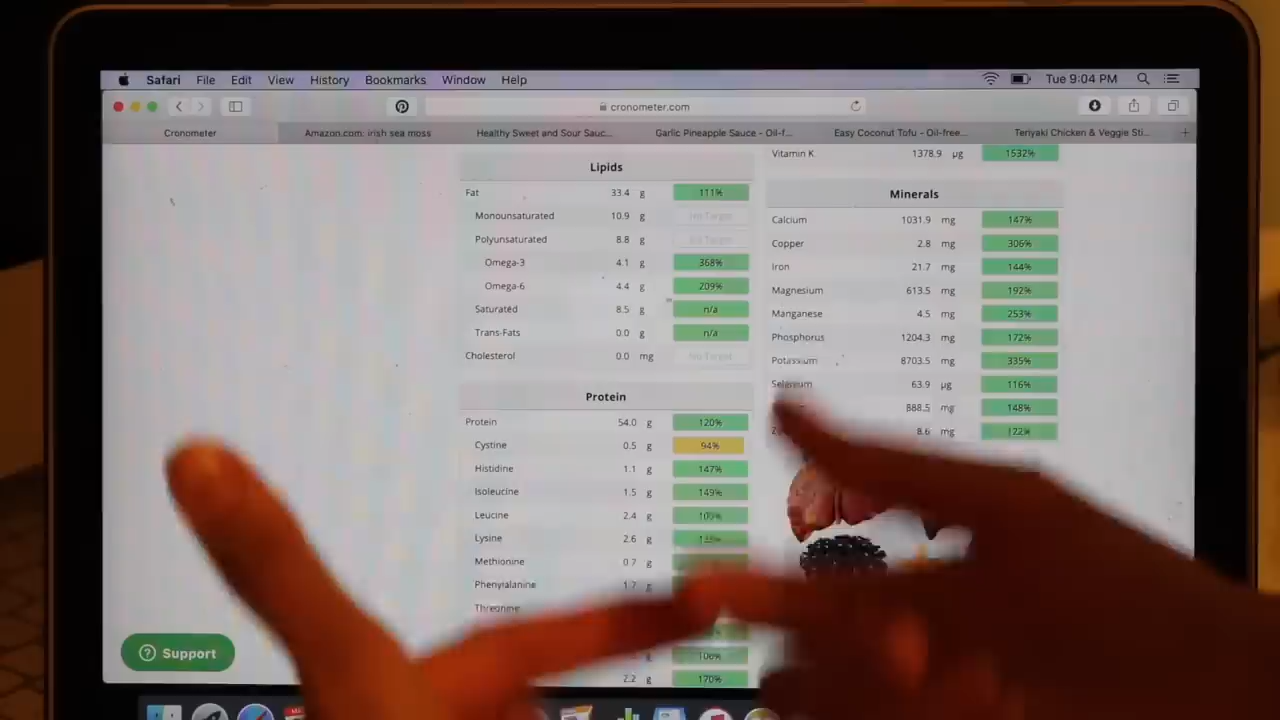 Safari File Edit View History Bookmarks Window Help Tue 9:04 PM
cronometer.com
Cronometer Amazon.com: irish sea moss Healthy Sweet and Sour Sauc... Garlic Pineapple Sauce - Oil-f... Easy Coconut Tofu - Oil-free... Teriyaki Chicken & Veggie Sti...
Lipids
Fat 33.4 g 111%
Monounsaturated 10.9 g No Target
Polyunsaturated 8.8 g No Target
Omega-3 4.1 g 368%
Omega-6 4.4 g 209%
Saturated 8.5 g n/a
Trans-Fats 0.0 g n/a
Cholesterol 0.0 mg No Target
Protein
Protein 54.0 g 120%
Cystine 0.5 g 94%
Histidine 1.1 g 147%
Isoleucine 1.5 g 149%
Leucine 2.4 g
Lysine 2.6 g
Methionine 0.7 g
Phenylalanine 1.7 g
Threonine
106%
2.2 g 170%
Vitamin K 1378.9 µg 1532%
Minerals
Calcium 1031.9 mg 147%
Copper 2.8 mg 306%
Iron 21.7 mg 144%
Magnesium 613.5 mg 192%
Manganese 4.5 mg 253%
Phosphorus 1204.3 mg 172%
Potassium 8703.5 mg 335%
Selenium 63.9 µg 116%
888.5 mg 148%
8.6 mg 122%
Support